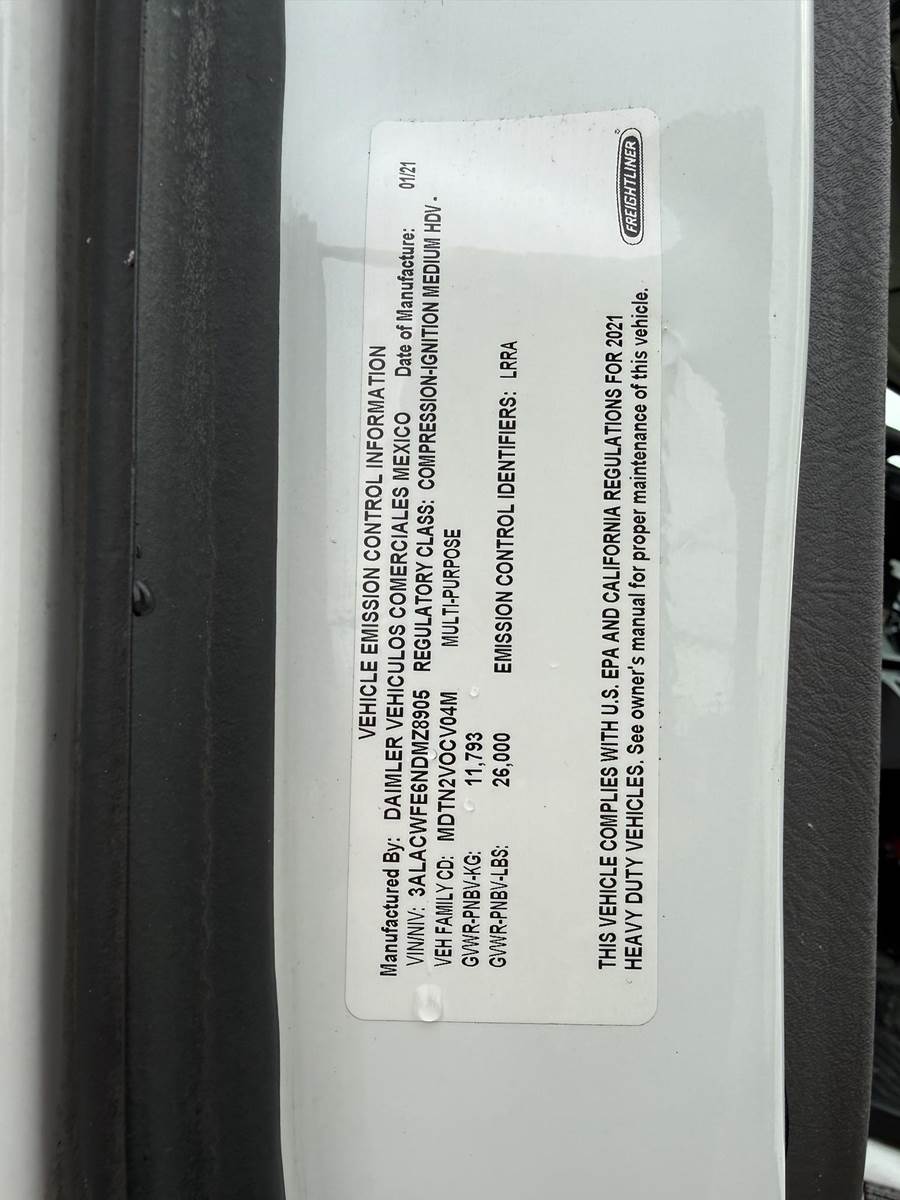 VEHICLE EMISSION CONTROL INFORMATION
Manufactured By: DAIMLER VEHICULOS COMERCIALES MEXICO Date of Manufacture: 01/21
VIN/NIV: 3ALACWFE6NDMZ8905 REGULATORY CLASS: COMPRESSION-IGNITION MEDIUM HDV.
VEH FAMILY CD: MDTN2VOCV04M MULTI-PURPOSE
GVWR-PNBV-KG: 11,793
GVWR-PNBV-LBS: 26,000 EMISSION CONTROL IDENTIFIERS: LRRA
THIS VEHICLE COMPLIES WITH U.S. EPA AND CALIFORNIA REGULATIONS FOR 2021
HEAVY DUTY VEHICLES. See owner's manual for proper maintenance of this vehicle.
FREIGHTLINER